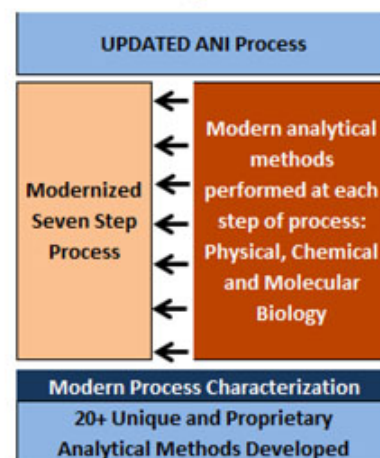 UPDATED ANI Process
Modernized
Seven Step
Process
Modern analytical
methods
performed at each
step of process:
Physical, Chemical
and Molecular
Biology
Modern Process Characterization
20+ Unique and Proprietary
Analytical Methods Developed